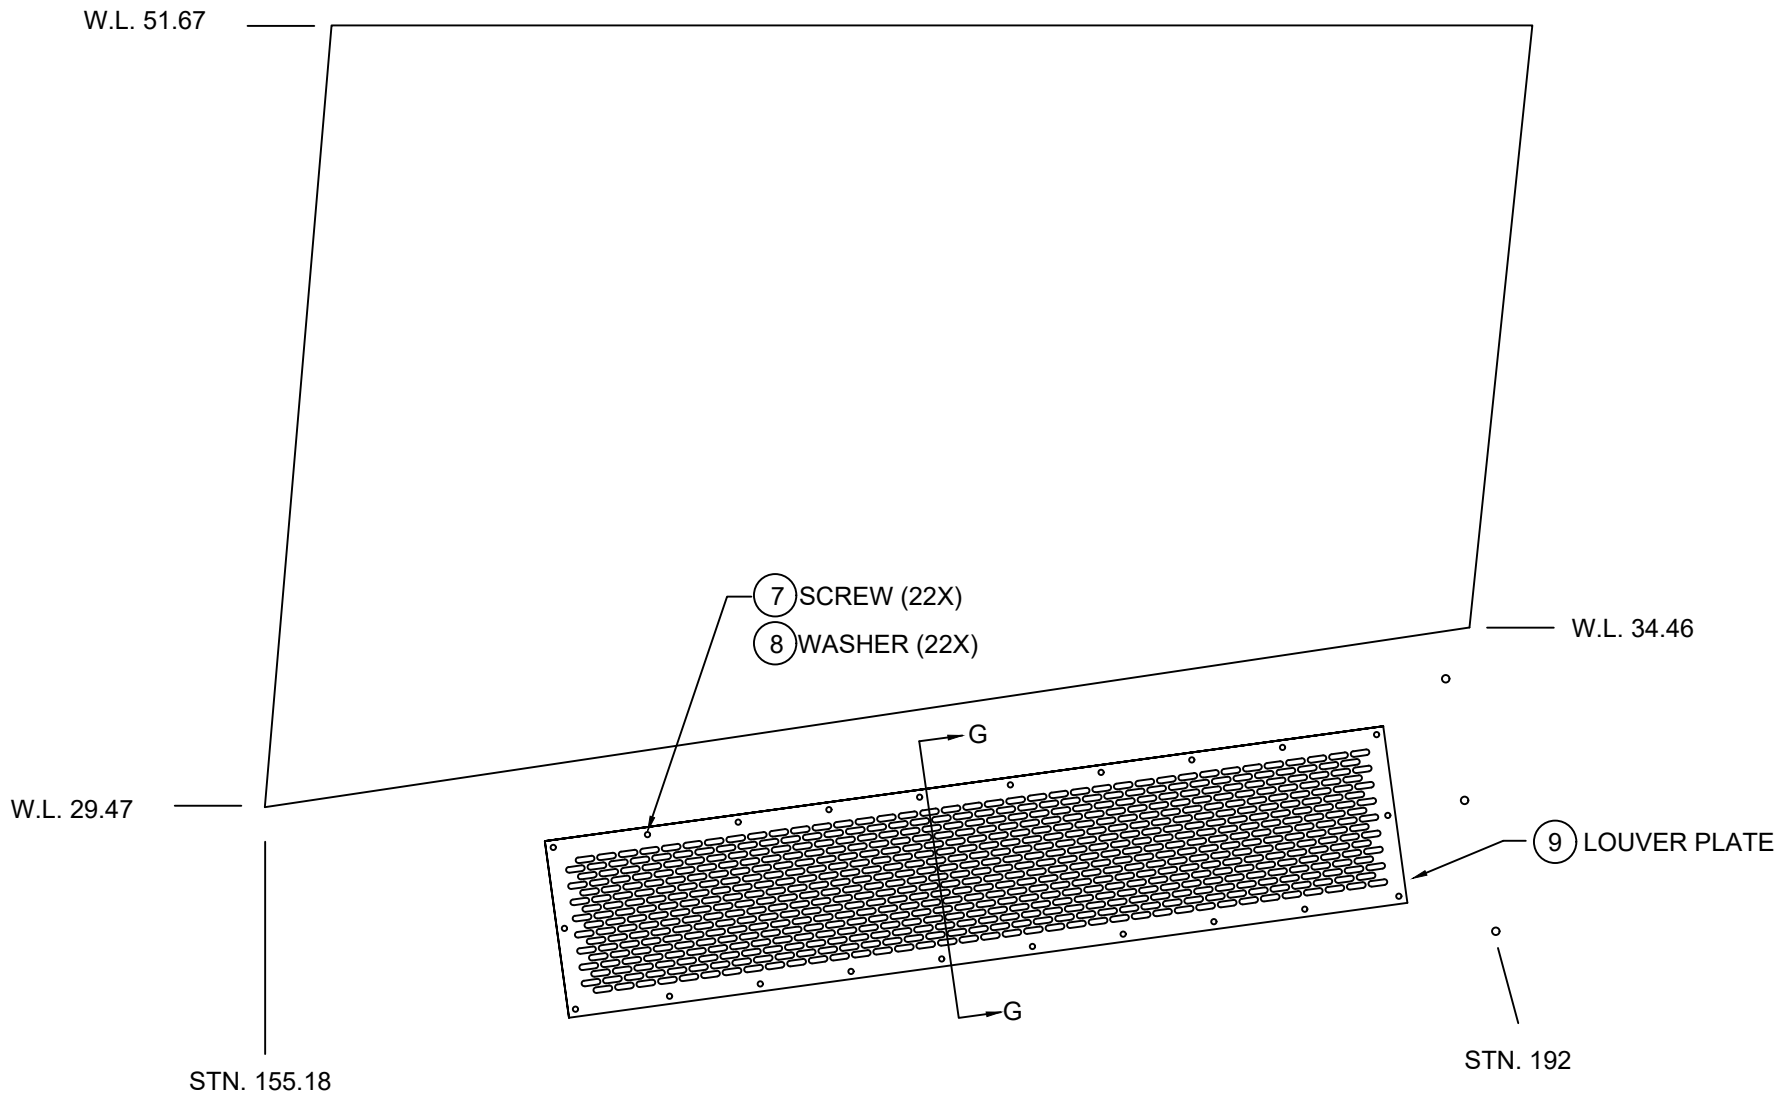 W.L. 51.67
7 SCREW (22X)
8 WASHER (22X)
W.L. 34.46
G
W.L. 29.47
9 LOUVER PLATE
G
STN. 192
STN. 155.18